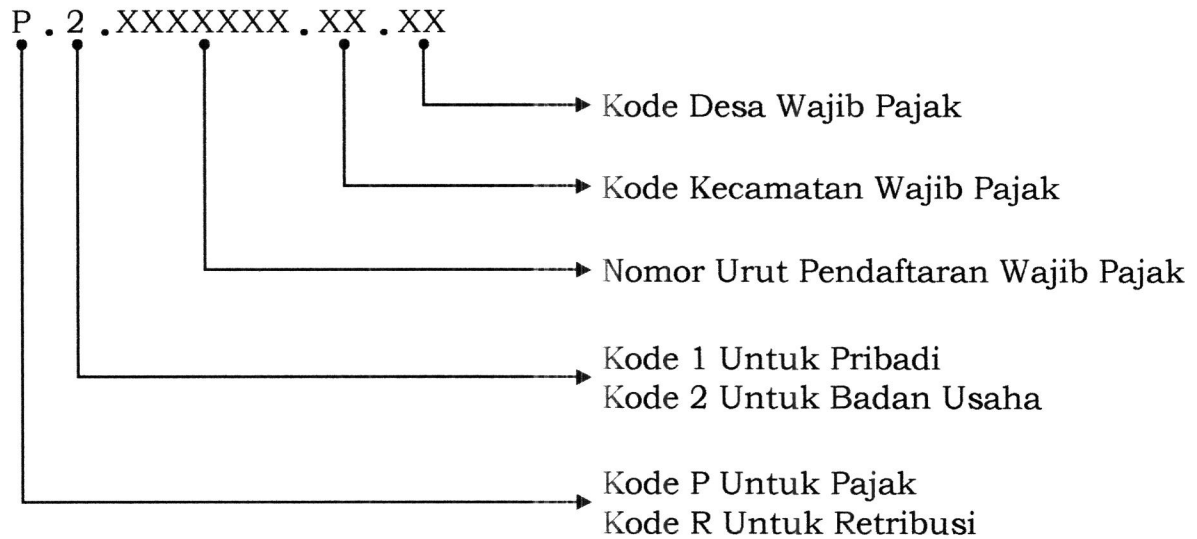 P.2.XXXXXXX.XX.XX
Kode Desa Wajib Pajak
Kode Kecamatan Wajib Pajak
Nomor Urut Pendaftaran Wajib Pajak
Kode 1 Untuk Pribadi
Kode 2 Untuk Badan Usaha
Kode P Untuk Pajak
Kode R Untuk Retribusi